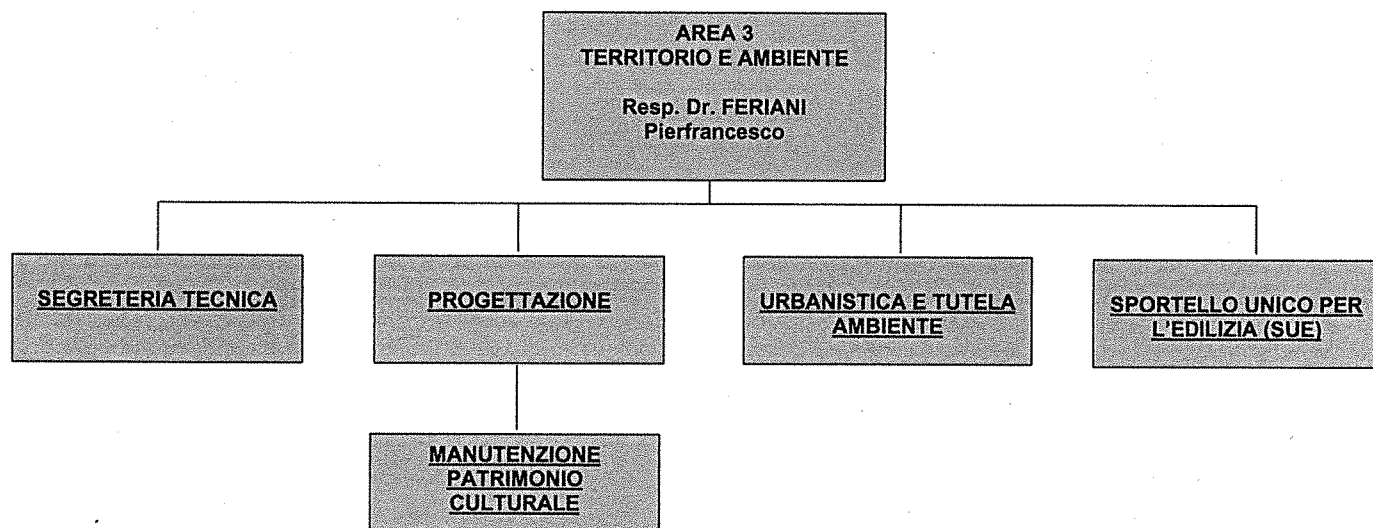 AREA 3
TERRITORIO E AMBIENTE
Resp. Dr. FERIANI
Pierfrancesco
SEGRETERIA TECNICA
PROGETTAZIONE
URBANISTICA E TUTELA
AMBIENTE
SPORTELLO UNICO PER
L'EDILIZIA (SUE)
MANUTENZIONE
PATRIMONIO
CULTURALE